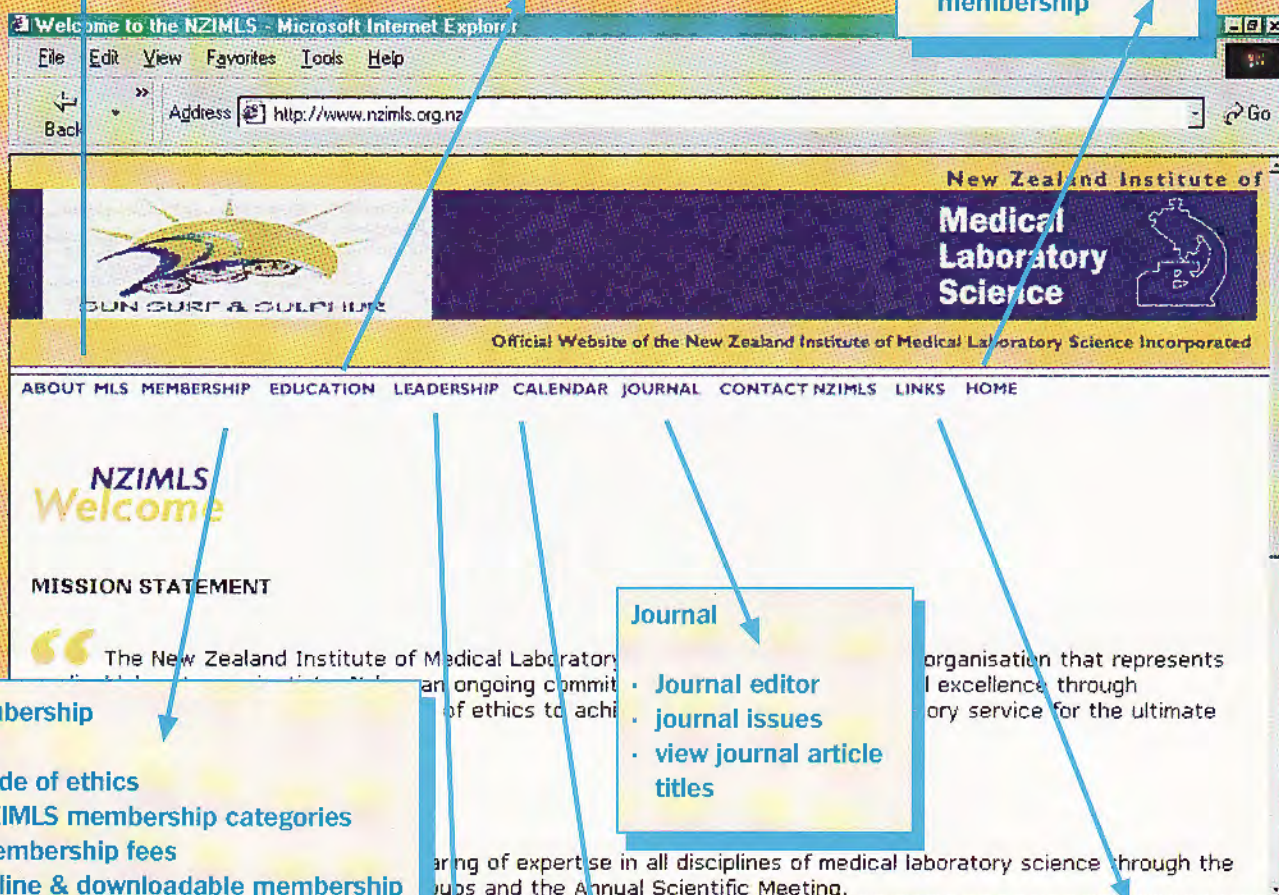 membership
Welcome to the NZIMLS - Microsoft Internet Explorer
File Edit View Favorites Tools Help
Back » Address http://www.nzimls.org.nz Go
New Zealand Institute of
Medical
Laboratory
Science
SUN SURF & SULPHUR
Official Website of the New Zealand Institute of Medical Laboratory Science Incorporated
ABOUT MLS MEMBERSHIP EDUCATION LEADERSHIP CALENDAR JOURNAL CONTACT NZIMLS LINKS HOME
NZIMLS
Welcome
MISSION STATEMENT
“ The New Zealand Institute of Medical Laboratory organisation that represents
an ongoing commit l excellence through
of ethics to achi ory service for the ultimate
Journal
· Journal editor
· journal issues
· view journal article
titles
bership
de of ethics
IMLS membership categories
embership fees
line & downloadable membership
aring of expertise in all disciplines of medical laboratory science through the
oups and the Annual Scientific Meeting.